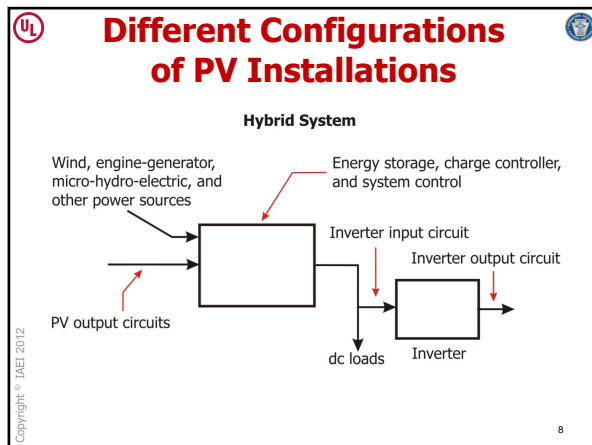 UL
Different Configurations
of PV Installations
Hybrid System
Wind, engine-generator,
micro-hydro-electric, and
other power sources
Energy storage, charge controller,
and system control
Inverter input circuit
Inverter output circuit
PV output circuits
dc loads
Inverter
Copyright © IAEI 2012
8